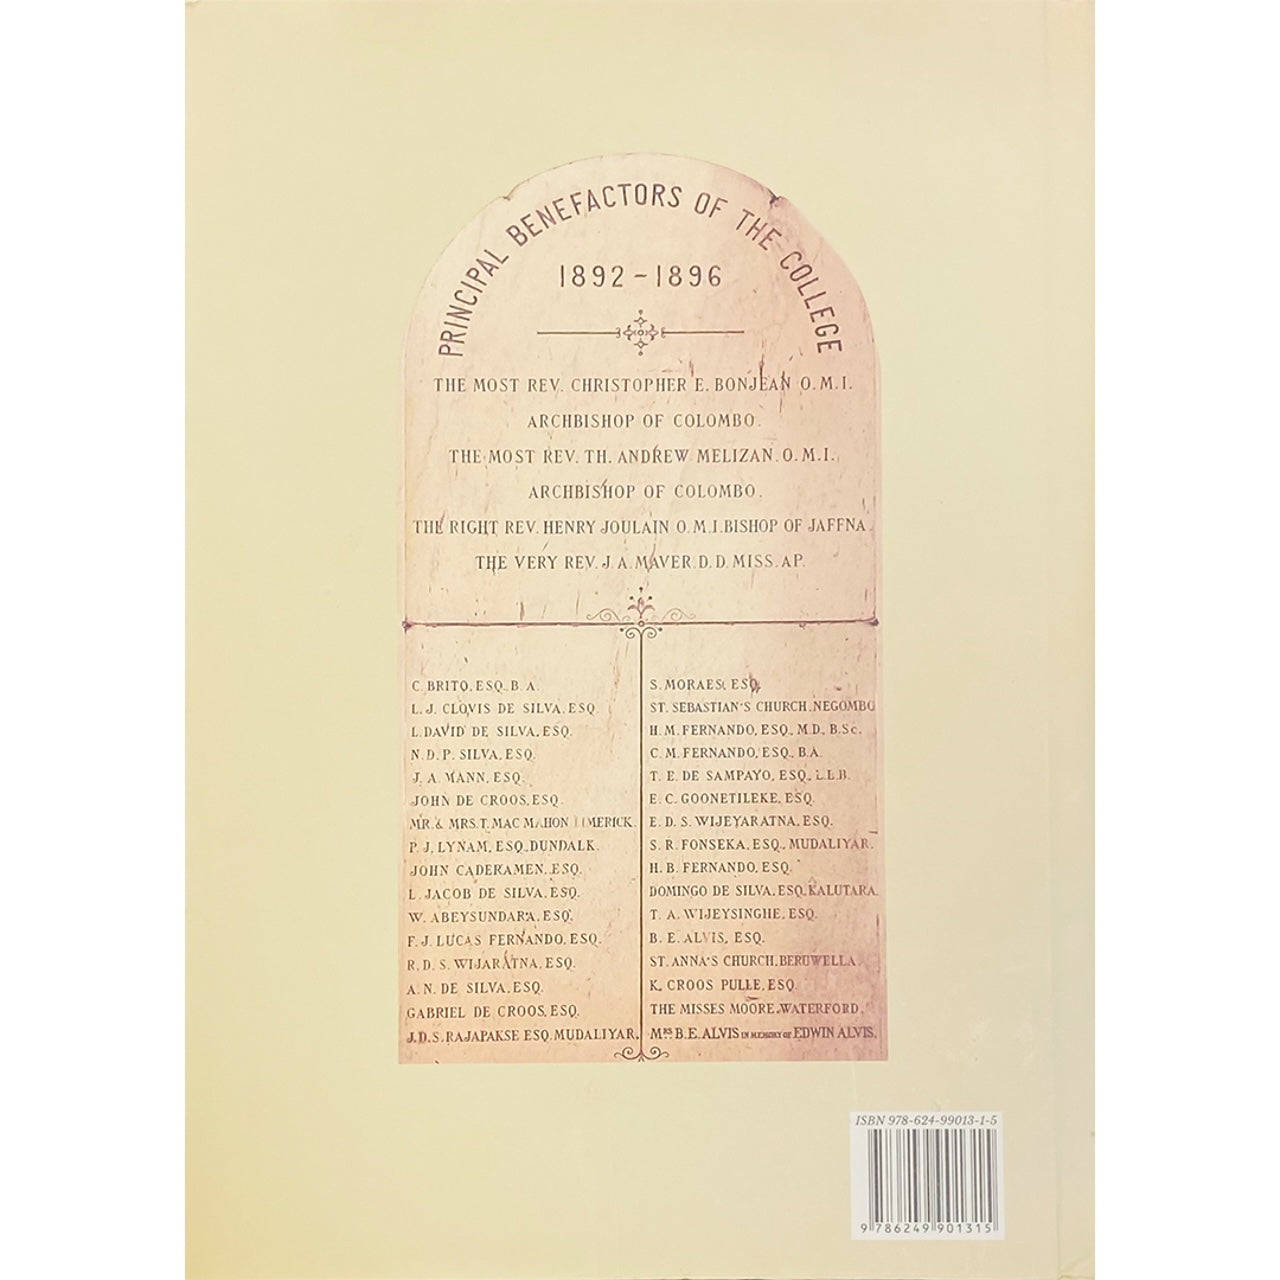 PRINCIPAL BENEFACTORS OF THE COLLEGE
1892-1896
THE MOST REV. CHRISTOPHER E. BONJEAN O.M.I.
ARCHBISHOP OF COLOMBO.
THE MOST REV. TH. ANDREW MELIZAN. O.M.I.
ARCHBISHOP OF COLOMBO.
THE RIGHT REV. HENRY JOULAIN O.M.I. BISHOP OF JAFFNA.
THE VERY REV. J. A. MAVER. D.D. MISS. AP.
C. BRITO, ESQ., B.A.
L. J. CLOVIS DE SILVA, ESQ.
L. DAVID DE SILVA, ESQ.
N. D. P. SILVA, ESQ.
J. A. MANN, ESQ.
JOHN DE CROOS, ESQ.
MR. & MRS. T. MAC MAHON LIMERICK.
P. J. LYNAM, ESQ., DUNDALK.
JOHN CADERAMEN, ESQ.
L. JACOB DE SILVA, ESQ.
W. ABEYSUNDARA, ESQ.
F. J. LUCAS FERNANDO, ESQ.
R. D. S. WIJARATNA, ESQ.
A. N. DE SILVA, ESQ.
GABRIEL DE CROOS, ESQ.
J. D. S. RAJAPAKSE ESQ. MUDALIYAR.
S. MORAES, ESQ.
ST. SEBASTIAN'S CHURCH, NEGOMBO
H. M. FERNANDO, ESQ., M.D., B.Sc.
C. M. FERNANDO, ESQ., B.A.
T. E. DE SAMPAYO, ESQ., L.L.B.
E. C. GOONETILEKE, ESQ.
E. D. S. WIJEYARATNA, ESQ.
S. R. FONSEKA, ESQ., MUDALIYAR.
H. B. FERNANDO, ESQ.
DOMINGO DE SILVA, ESQ. KALUTARA.
T. A. WIJEYSINGHE, ESQ.
B. E. ALVIS, ESQ.
ST. ANNA'S CHURCH, BERUWELLA.
K. CROOS PULLE, ESQ.
THE MISSES MOORE, WATERFORD.
MRS. B. E. ALVIS IN MEMORY OF EDWIN ALVIS.
ISBN 978-624-99013-1-5
9 786249 901315